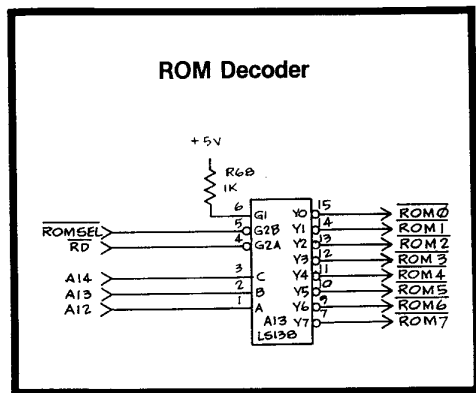 ROM Decoder
+5V
R68
1K
6 G1 Y0 15 ROM0
ROMSEL 5 G2B Y1 14 ROM1
RD 4 G2A Y2 13 ROM2
Y3 12 ROM3
A14 3 C Y4 11 ROM4
A13 2 B Y5 10 ROM5
A12 1 A Y6 9 ROM6
A13 Y7 7 ROM7
LS138